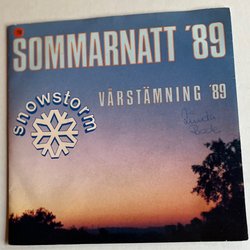 SOMMARNATT '89
snowstorm
VÅRSTÄMNING '89